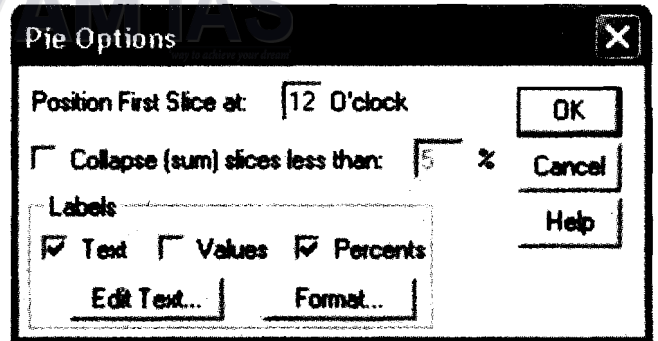 Pie Options
Position First Slice at: 12 O'clock
OK
Collapse (sum) slices less than: 5 %
Cancel
Labels
Help
Text Values Percents
Edit Text... Format...